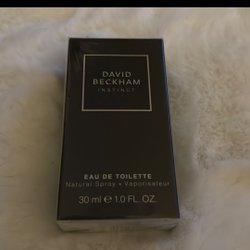 DAVID
BECKHAM
INSTINCT
EAU DE TOILETTE
Natural Spray • Vaporisateur
30 ml ℮ 1.0 FL. OZ.